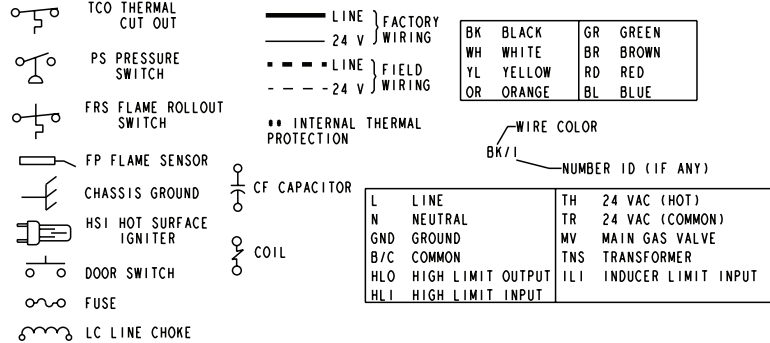 TCO THERMAL
CUT OUT
PS PRESSURE
SWITCH
FRS FLAME ROLLOUT
SWITCH
FP FLAME SENSOR
CHASSIS GROUND
HSI HOT SURFACE
IGNITER
DOOR SWITCH
FUSE
LC LINE CHOKE
LINE
24 V
FACTORY
WIRING
LINE
24 V
FIELD
WIRING
•• INTERNAL THERMAL
PROTECTION
CF CAPACITOR
COIL
BK BLACK GR GREEN
WH WHITE BR BROWN
YL YELLOW RD RED
OR ORANGE BL BLUE
WIRE COLOR
BK/1
NUMBER ID (IF ANY)
L LINE TH 24 VAC (HOT)
N NEUTRAL TR 24 VAC (COMMON)
GND GROUND MV MAIN GAS VALVE
B/C COMMON TNS TRANSFORMER
HLO HIGH LIMIT OUTPUT ILI INDUCER LIMIT INPUT
HLI HIGH LIMIT INPUT